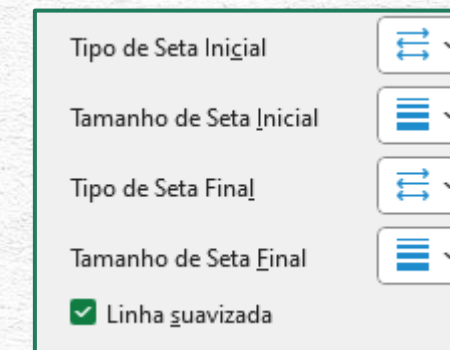 Tipo de Seta Inicial
Tamanho de Seta Inicial
Tipo de Seta Final
Tamanho de Seta Final
Linha suavizada